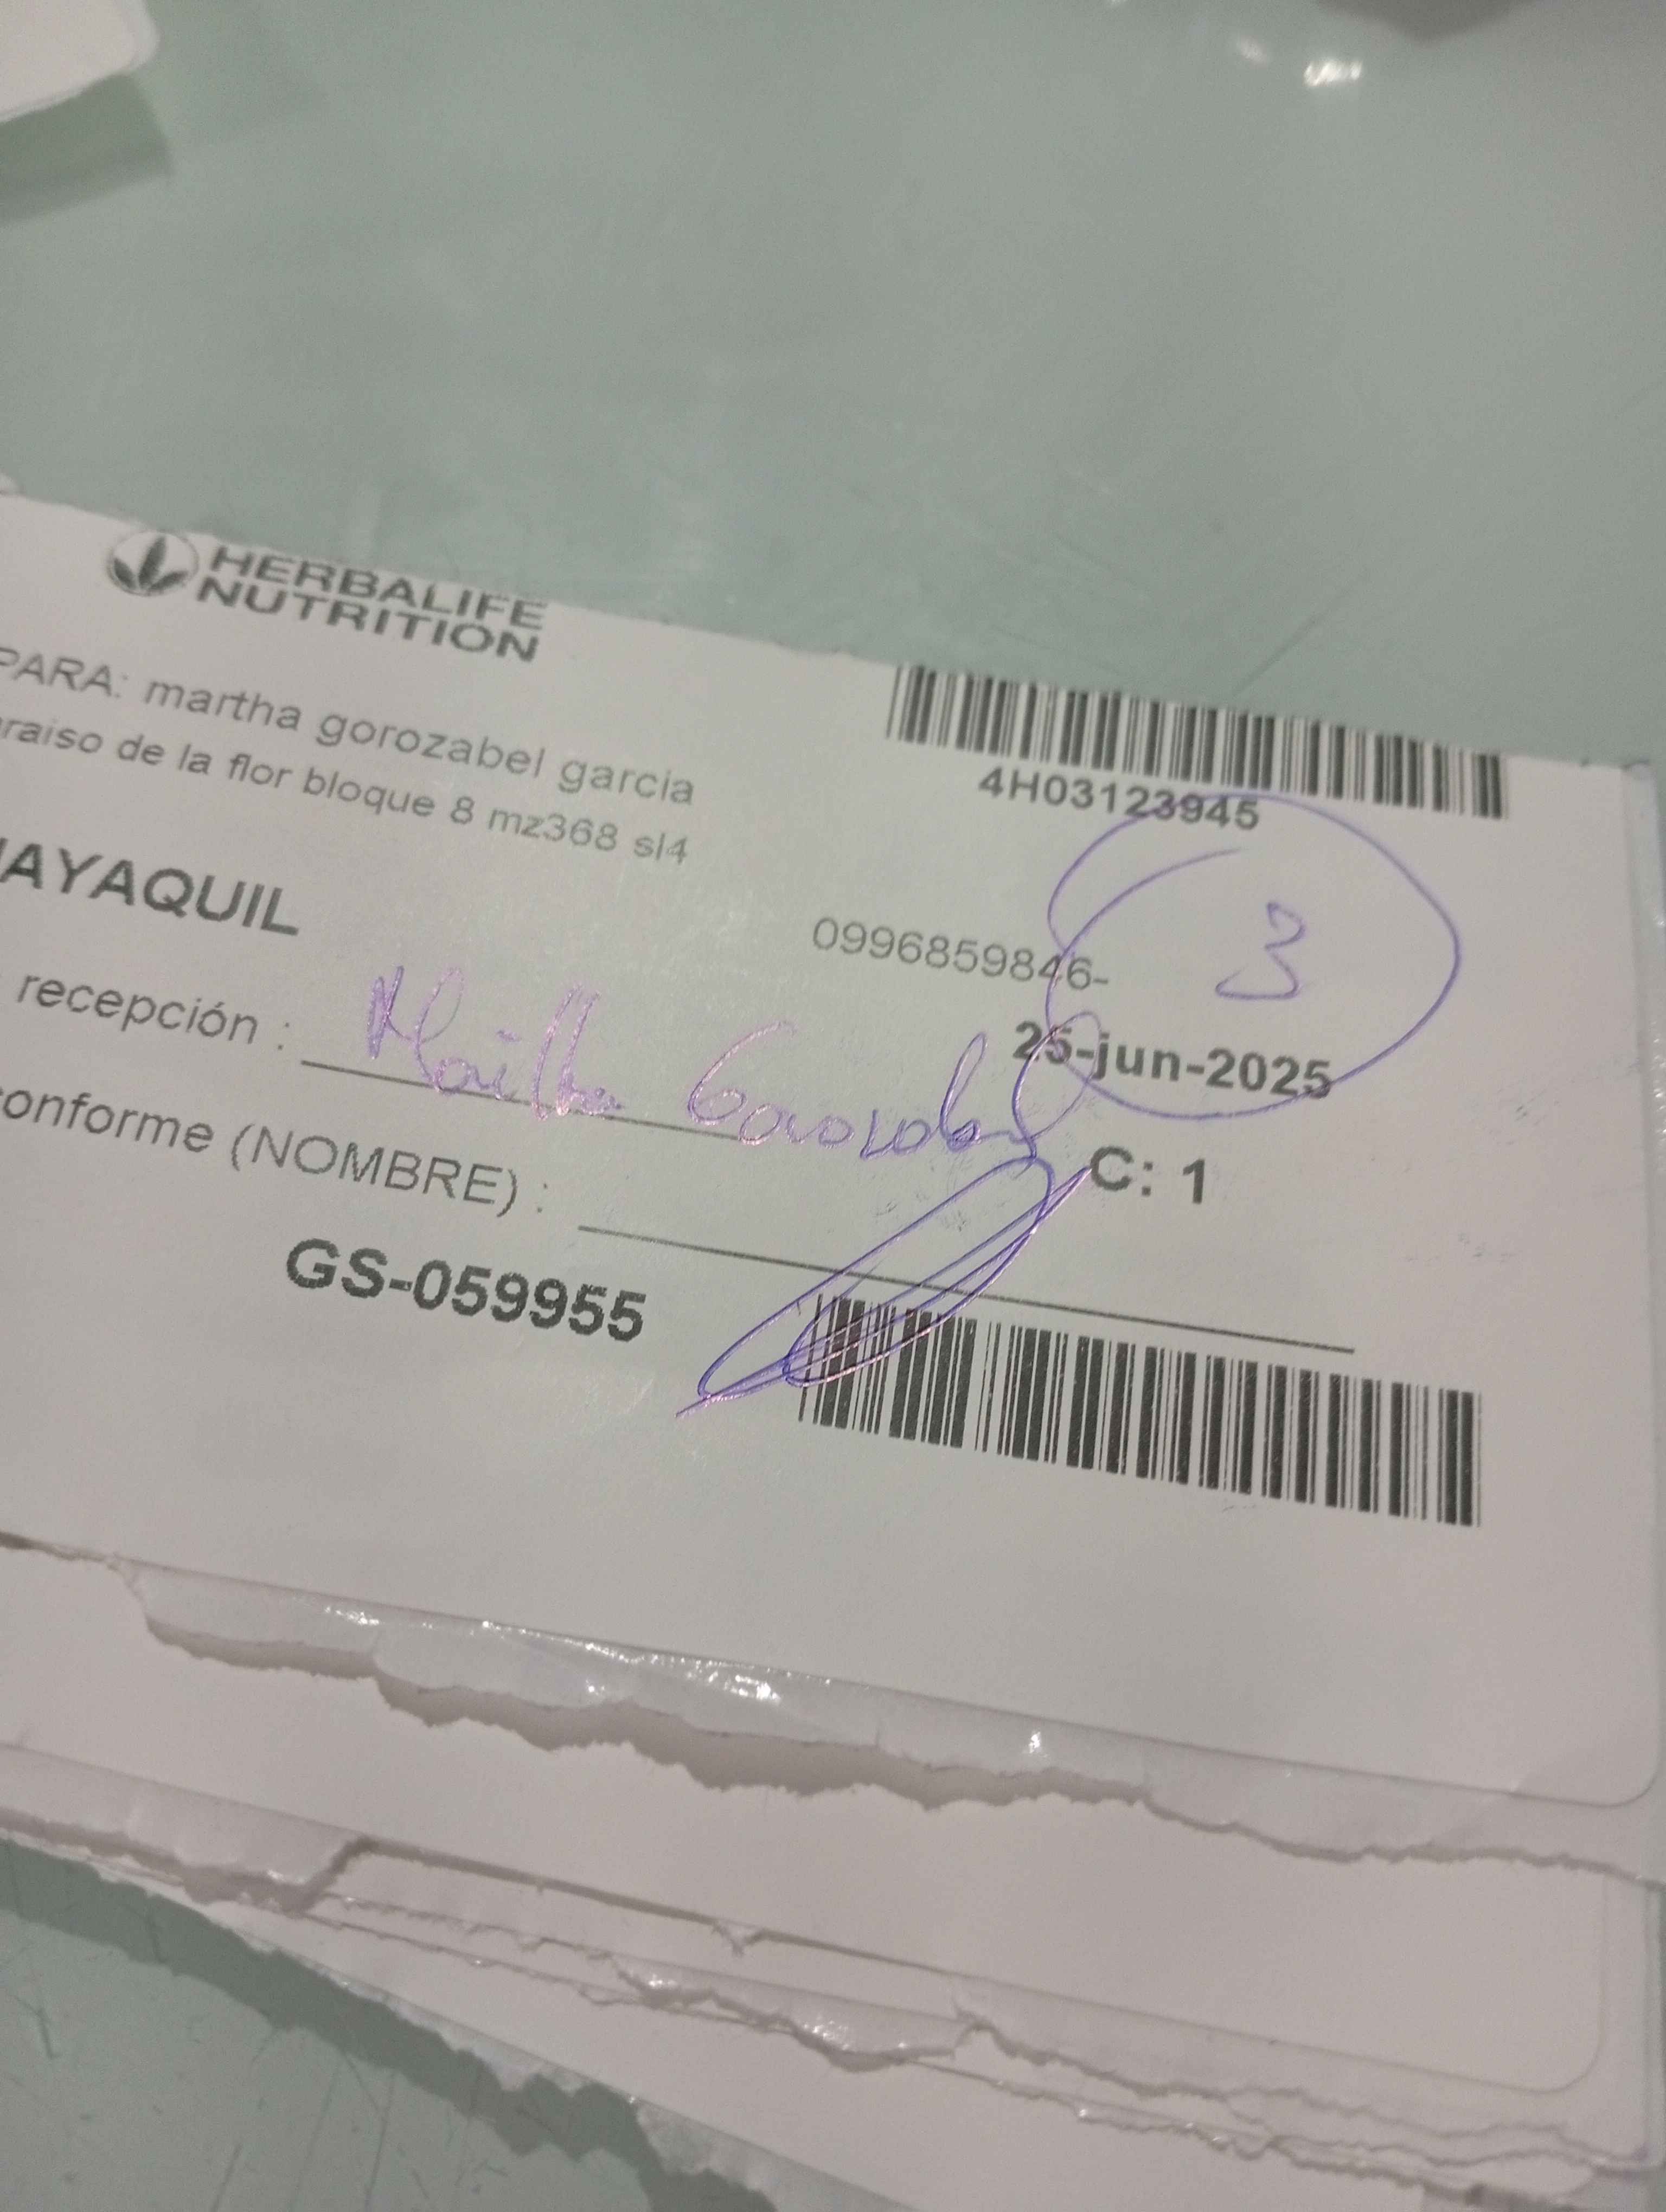 HERBALIFE
NUTRITION
PARA: martha gorozabel garcia
raiso de la flor bloque 8 mz368 sl4
4H03123945
AYAQUIL
0996859846-
3
recepción :
25-jun-2025
onforme (NOMBRE) :
C: 1
GS-059955